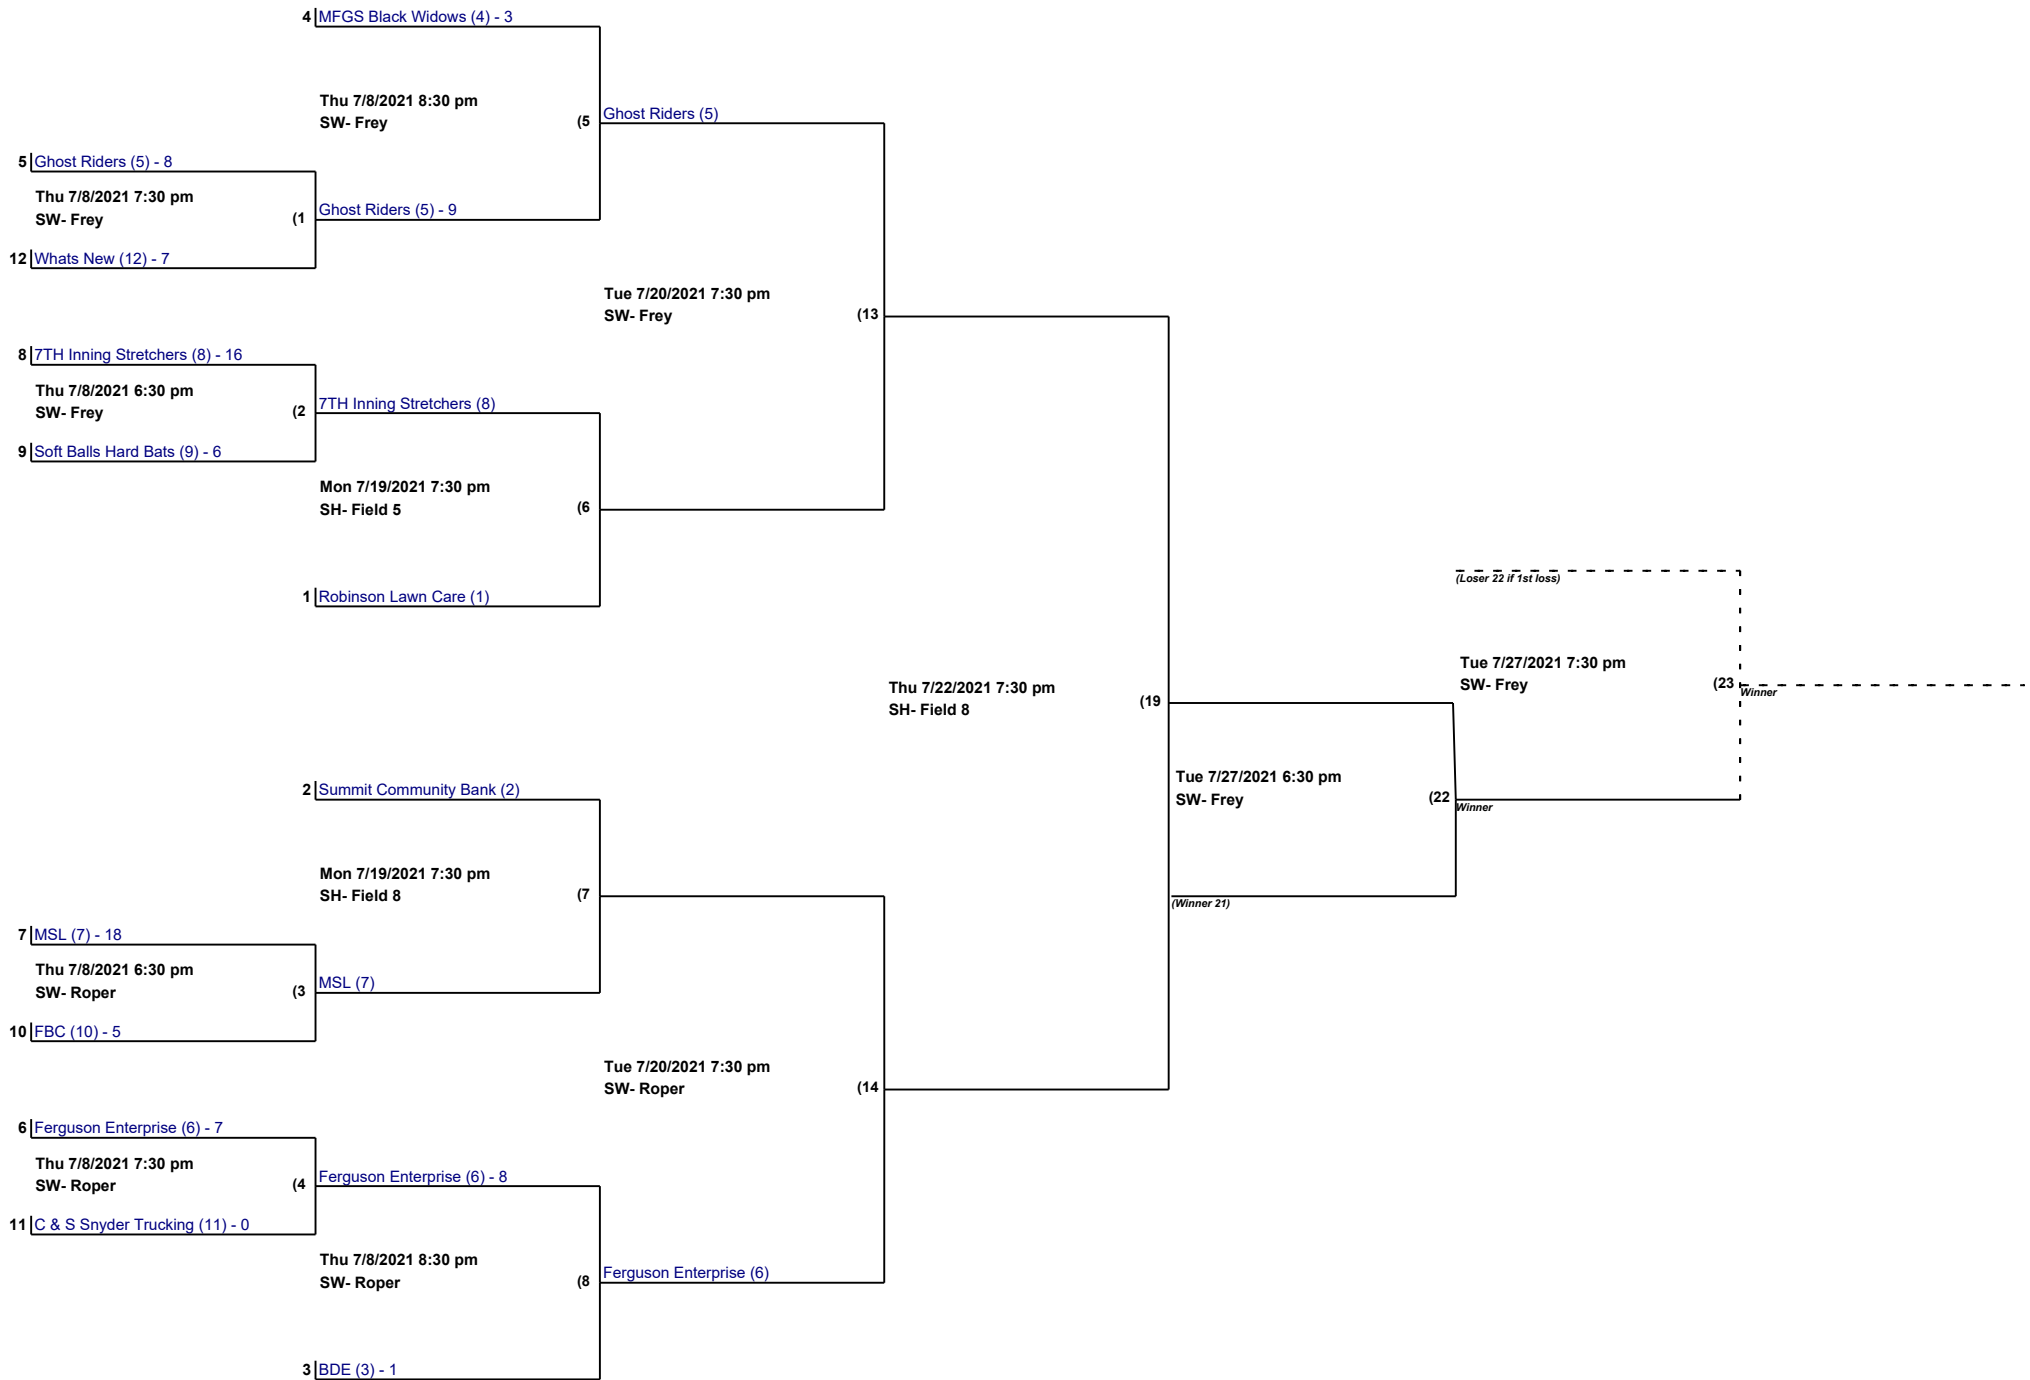 4 MFGS Black Widows (4) - 3
Thu 7/8/2021 8:30 pm
SW- Frey
(5
Ghost Riders (5)
5 Ghost Riders (5) - 8
Thu 7/8/2021 7:30 pm
SW- Frey
(1
Ghost Riders (5) - 9
12 Whats New (12) - 7
Tue 7/20/2021 7:30 pm
SW- Frey
(13
8 7TH Inning Stretchers (8) - 16
Thu 7/8/2021 6:30 pm
SW- Frey
(2
7TH Inning Stretchers (8)
9 Soft Balls Hard Bats (9) - 6
Mon 7/19/2021 7:30 pm
SH- Field 5
(6
1 Robinson Lawn Care (1)
(Loser 22 if 1st loss)
Tue 7/27/2021 7:30 pm
SW- Frey
(23
Winner
Thu 7/22/2021 7:30 pm
SH- Field 8
(19
Tue 7/27/2021 6:30 pm
SW- Frey
(22
Winner
(Winner 21)
2 Summit Community Bank (2)
Mon 7/19/2021 7:30 pm
SH- Field 8
(7
7 MSL (7) - 18
Thu 7/8/2021 6:30 pm
SW- Roper
(3
MSL (7)
10 FBC (10) - 5
Tue 7/20/2021 7:30 pm
SW- Roper
(14
6 Ferguson Enterprise (6) - 7
Thu 7/8/2021 7:30 pm
SW- Roper
(4
Ferguson Enterprise (6) - 8
11 C & S Snyder Trucking (11) - 0
Thu 7/8/2021 8:30 pm
SW- Roper
(8
Ferguson Enterprise (6)
3 BDE (3) - 1